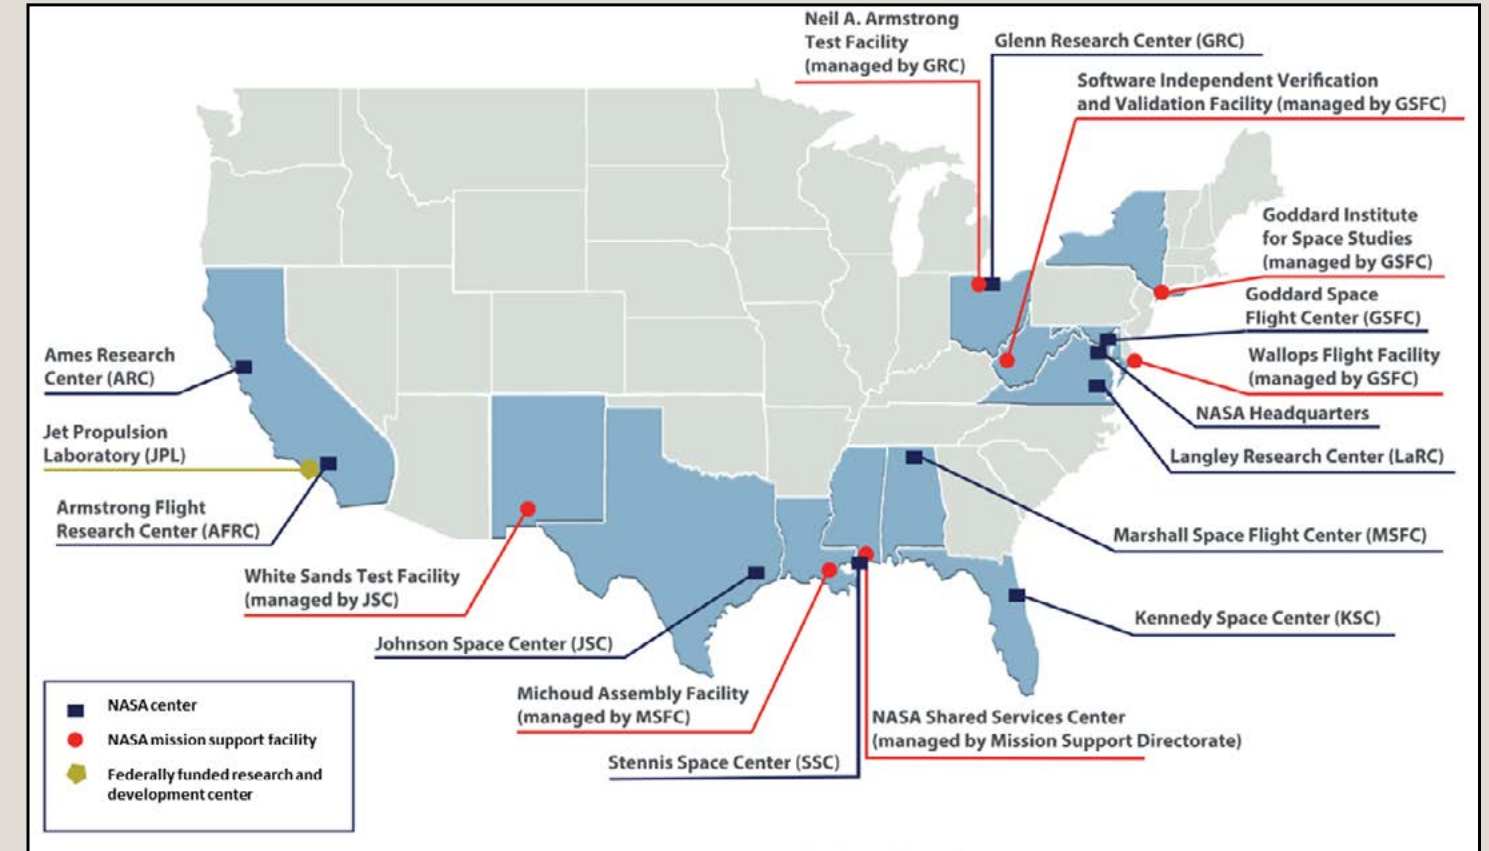 Neil A. Armstrong
Test Facility
(managed by GRC)
Glenn Research Center (GRC)
Software Independent Verification
and Validation Facility (managed by GSFC)
Goddard Institute
for Space Studies
(managed by GSFC)
Goddard Space
Flight Center (GSFC)
Wallops Flight Facility
(managed by GSFC)
NASA Headquarters
Langley Research Center (LaRC)
Marshall Space Flight Center (MSFC)
Kennedy Space Center (KSC)
Ames Research
Center (ARC)
Jet Propulsion
Laboratory (JPL)
Armstrong Flight
Research Center (AFRC)
White Sands Test Facility
(managed by JSC)
Johnson Space Center (JSC)
Michoud Assembly Facility
(managed by MSFC)
Stennis Space Center (SSC)
NASA Shared Services Center
(managed by Mission Support Directorate)
NASA center
NASA mission support facility
Federally funded research and
development center